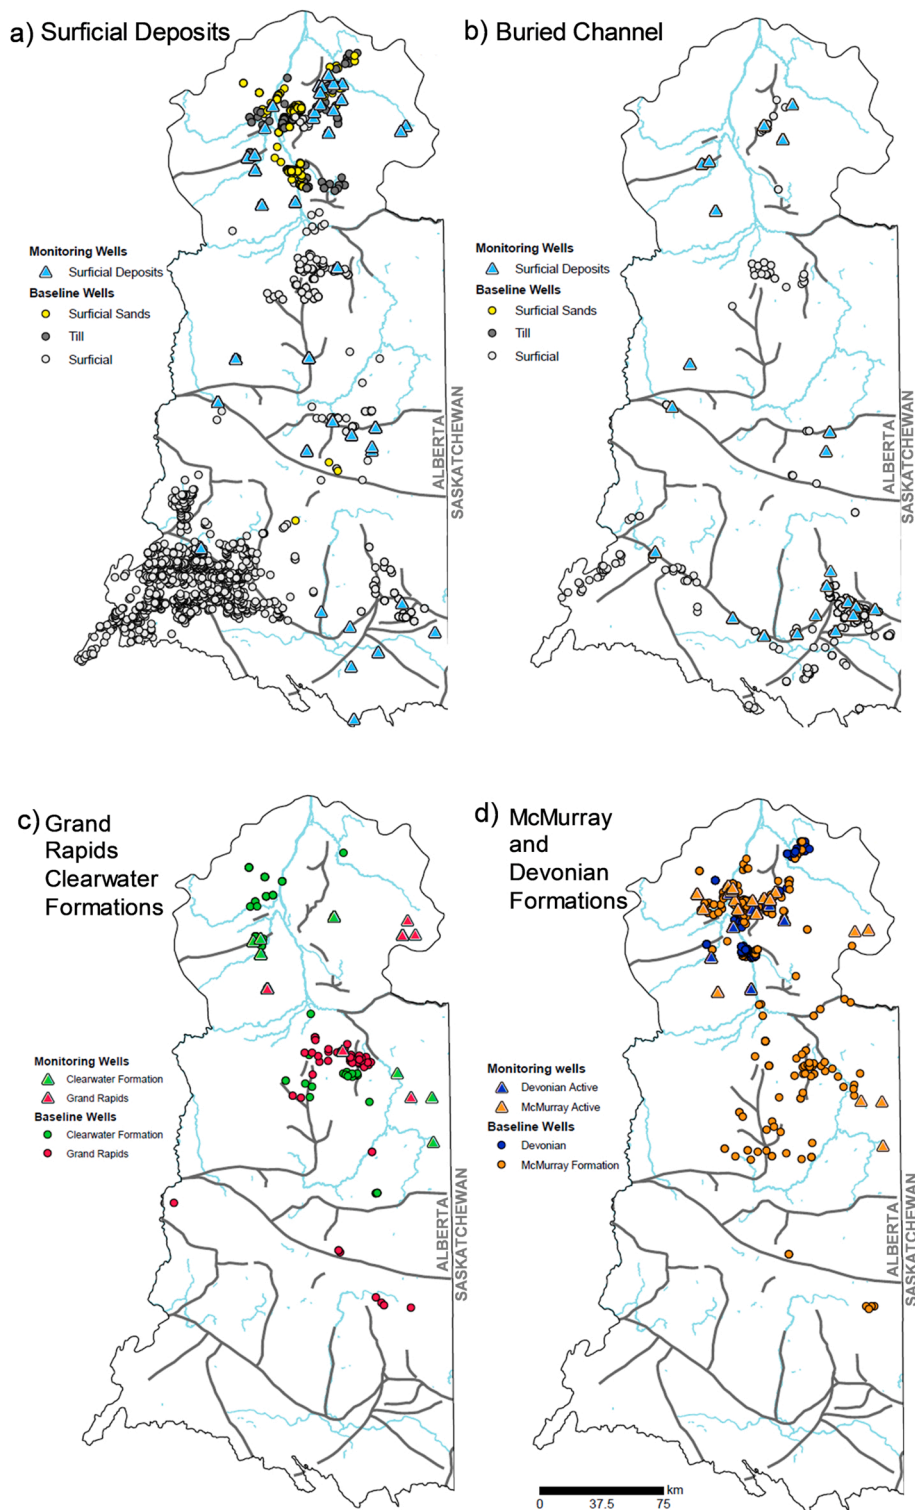 a) Surficial Deposits
Monitoring Wells
Surficial Deposits
Baseline Wells
Surficial Sands
Till
Surficial
ALBERTA
SASKATCHEWAN
b) Buried Channel
Monitoring Wells
Surficial Deposits
Baseline Wells
Surficial Sands
Till
Surficial
ALBERTA
SASKATCHEWAN
c) Grand
Rapids
Clearwater
Formations
Monitoring Wells
Clearwater Formation
Grand Rapids
Baseline Wells
Clearwater Formation
Grand Rapids
ALBERTA
SASKATCHEWAN
d) McMurray
and
Devonian
Formations
Monitoring wells
Devonian Active
McMurray Active
Baseline Wells
Devonian
McMurray Formation
ALBERTA
SASKATCHEWAN
km
0 37.5 75